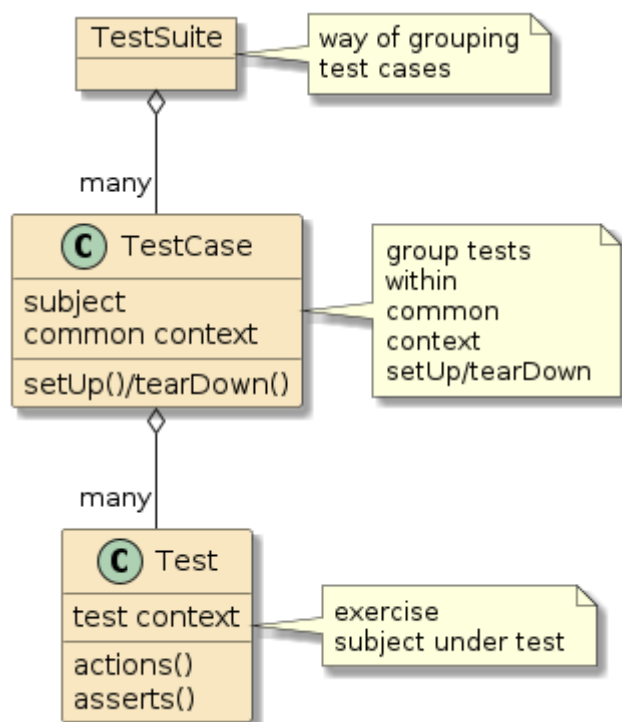 TestSuite
way of grouping
test cases
many
C TestCase
subject
common context
setUp()/tearDown()
group tests
within
common
context
setUp/tearDown
many
C Test
test context
actions()
asserts()
exercise
subject under test